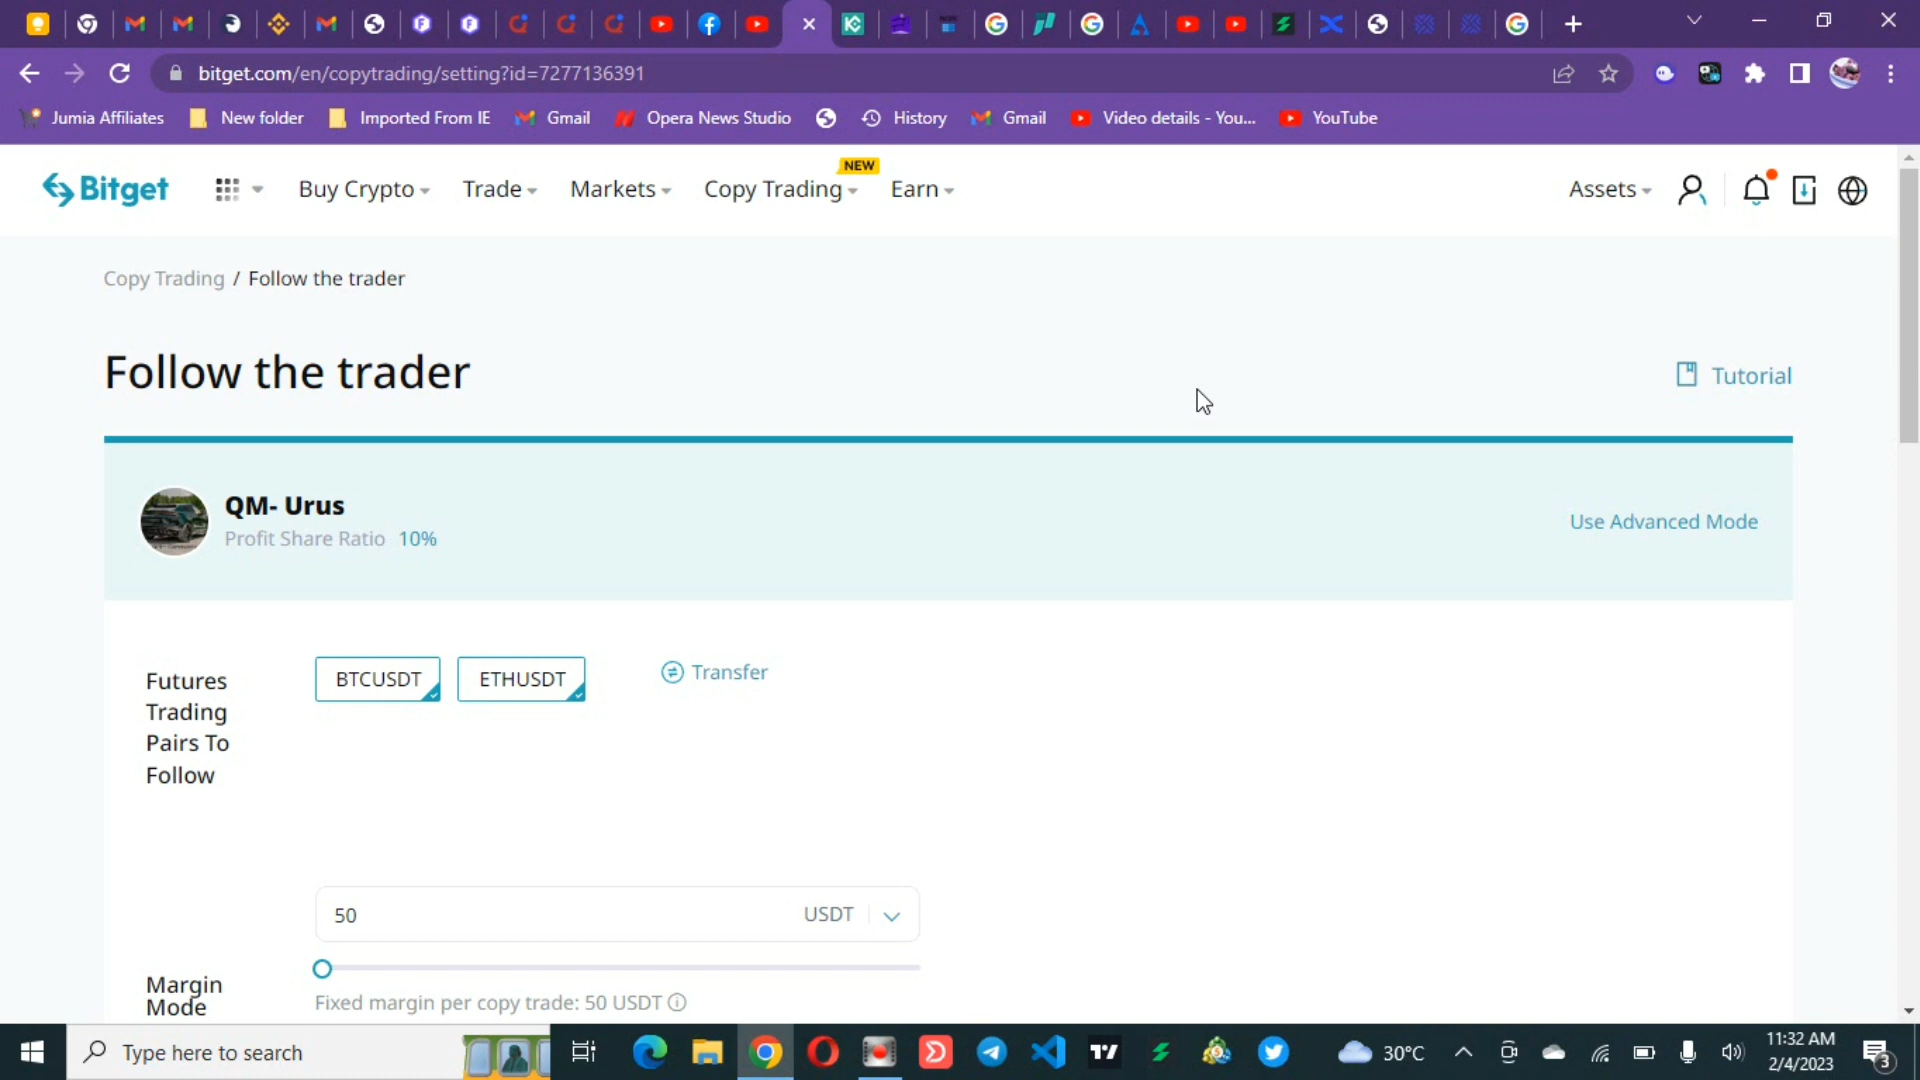 bitget.com/en/copytrading/setting?id=7277136391
Jumia Affiliates
New folder
Imported From IE
Gmail
Opera News Studio
History
Gmail
Video details - You...
YouTube
Bitget
Buy Crypto
Trade
Markets
Copy Trading
NEW
Earn
Assets
Copy Trading / Follow the trader
Follow the trader
Tutorial
QM- Urus
Profit Share Ratio 10%
Use Advanced Mode
Futures
Trading
Pairs To
Follow
BTCUSDT
ETHUSDT
Transfer
50
USDT
Margin
Mode
Fixed margin per copy trade: 50 USDT
Type here to search
30°C
11:32 AM
2/4/2023
3